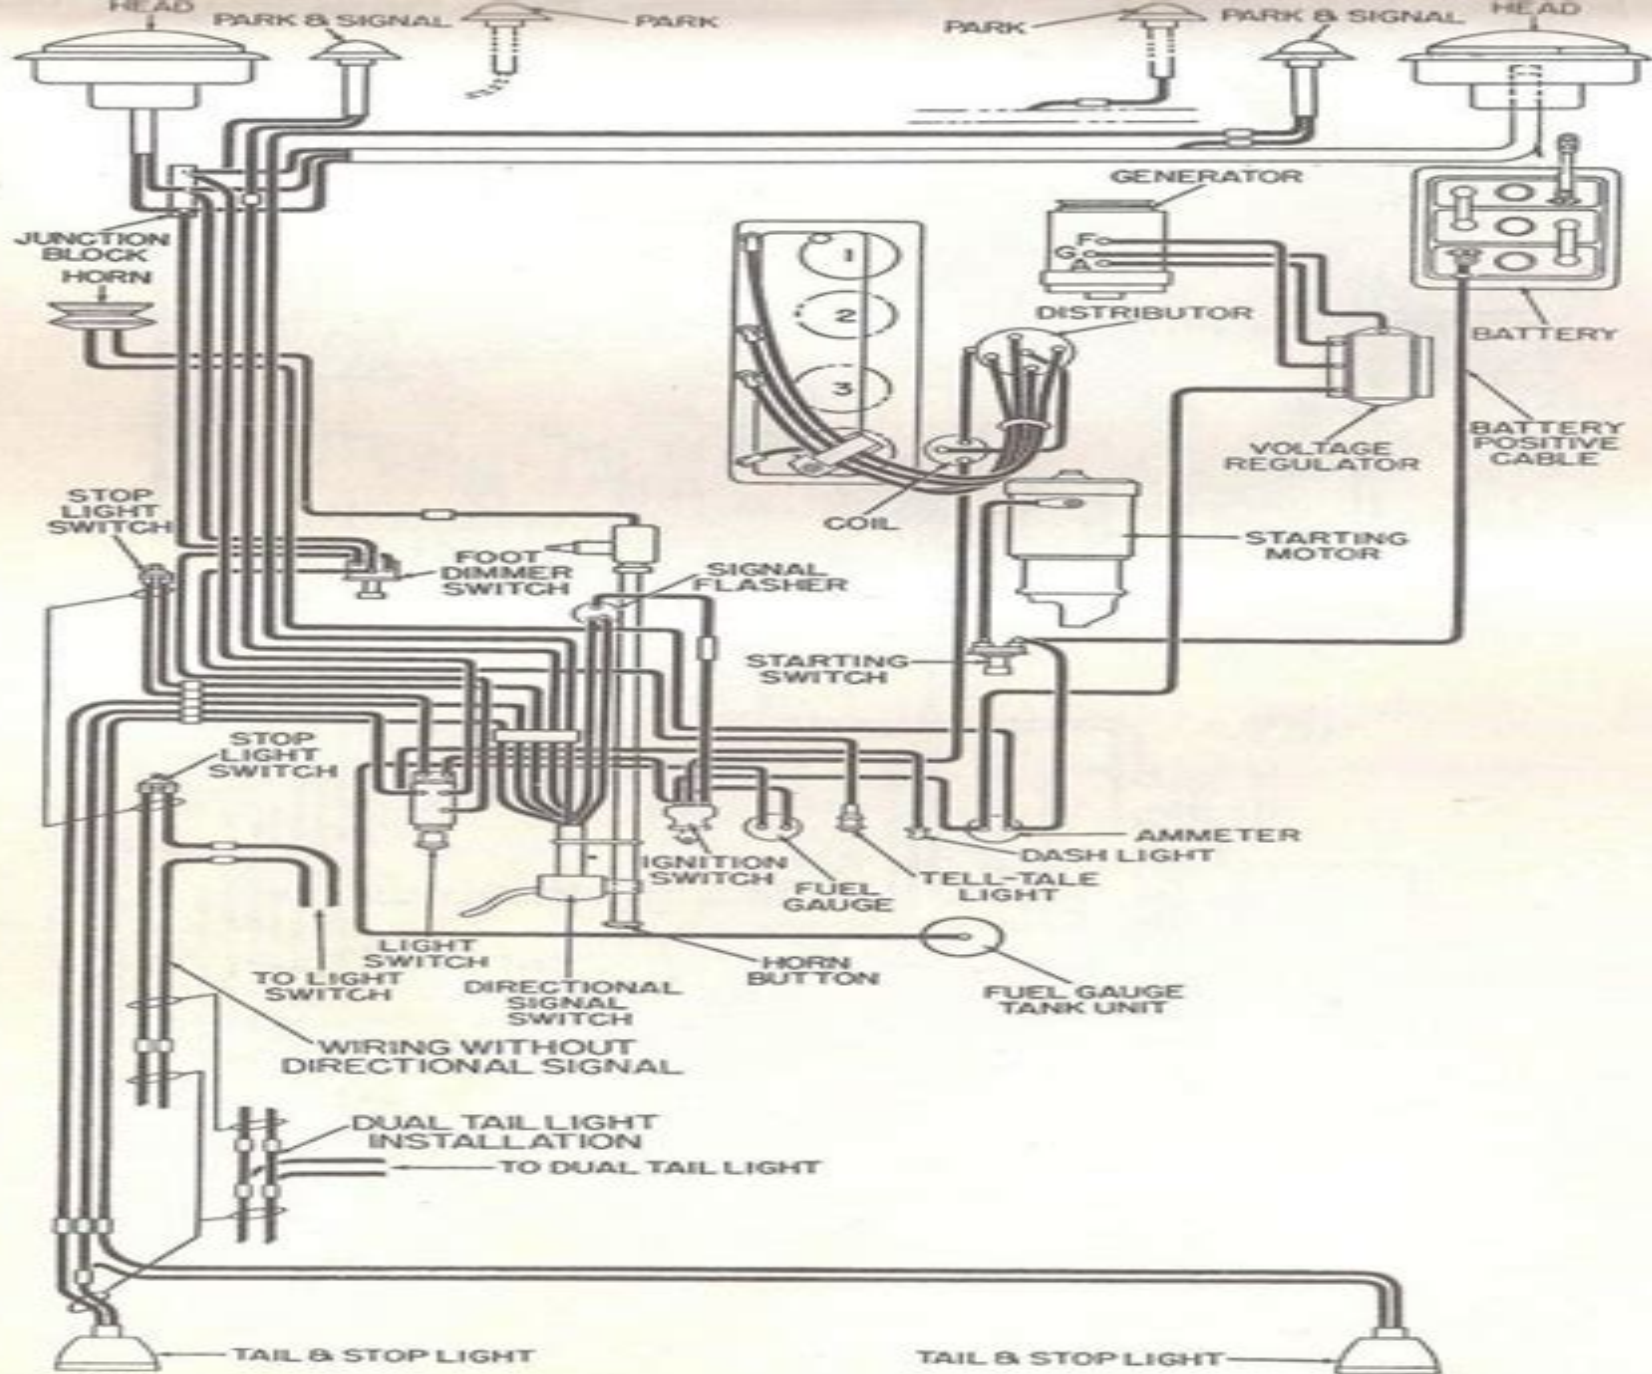 HEAD
PARK & SIGNAL
PARK
PARK
PARK & SIGNAL
HEAD
GENERATOR
JUNCTION
BLOCK
HORN
F
G
A
1
2
3
DISTRIBUTOR
BATTERY
BATTERY
POSITIVE
CABLE
VOLTAGE
REGULATOR
COIL
STARTING
MOTOR
STOP
LIGHT
SWITCH
FOOT
DIMMER
SWITCH
SIGNAL
FLASHER
STARTING
SWITCH
STOP
LIGHT
SWITCH
AMMETER
DASH LIGHT
IGNITION
SWITCH
FUEL
GAUGE
TELL-TALE
LIGHT
LIGHT
SWITCH
TO LIGHT
SWITCH
DIRECTIONAL
SIGNAL
SWITCH
HORN
BUTTON
FUEL GAUGE
TANK UNIT
WIRING WITHOUT
DIRECTIONAL SIGNAL
DUAL TAIL LIGHT
INSTALLATION
TO DUAL TAIL LIGHT
TAIL & STOP LIGHT
TAIL & STOP LIGHT